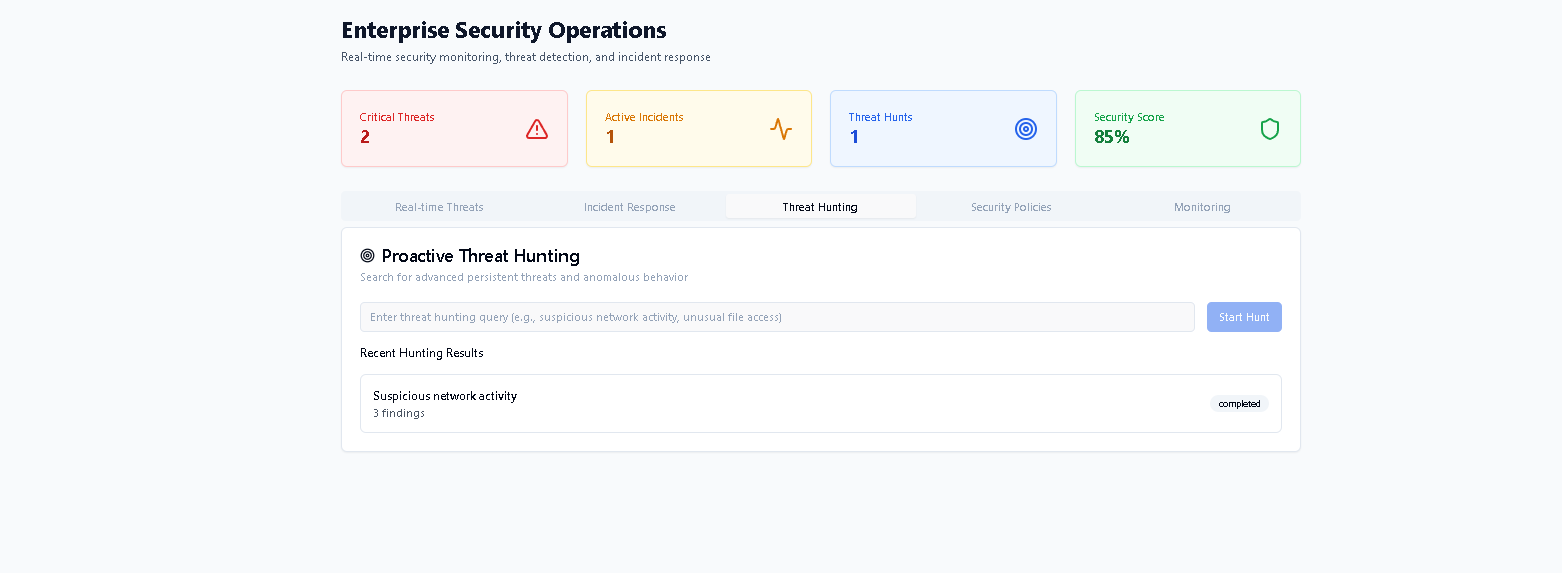 Enterprise Security Operations
Real-time security monitoring, threat detection, and incident response
Critical Threats
2
Active Incidents
1
Threat Hunts
1
Security Score
85%
Real-time Threats
Incident Response
Threat Hunting
Security Policies
Monitoring
Proactive Threat Hunting
Search for advanced persistent threats and anomalous behavior
Enter threat hunting query (e.g., suspicious network activity, unusual file access)
Start Hunt
Recent Hunting Results
Suspicious network activity
3 findings
completed